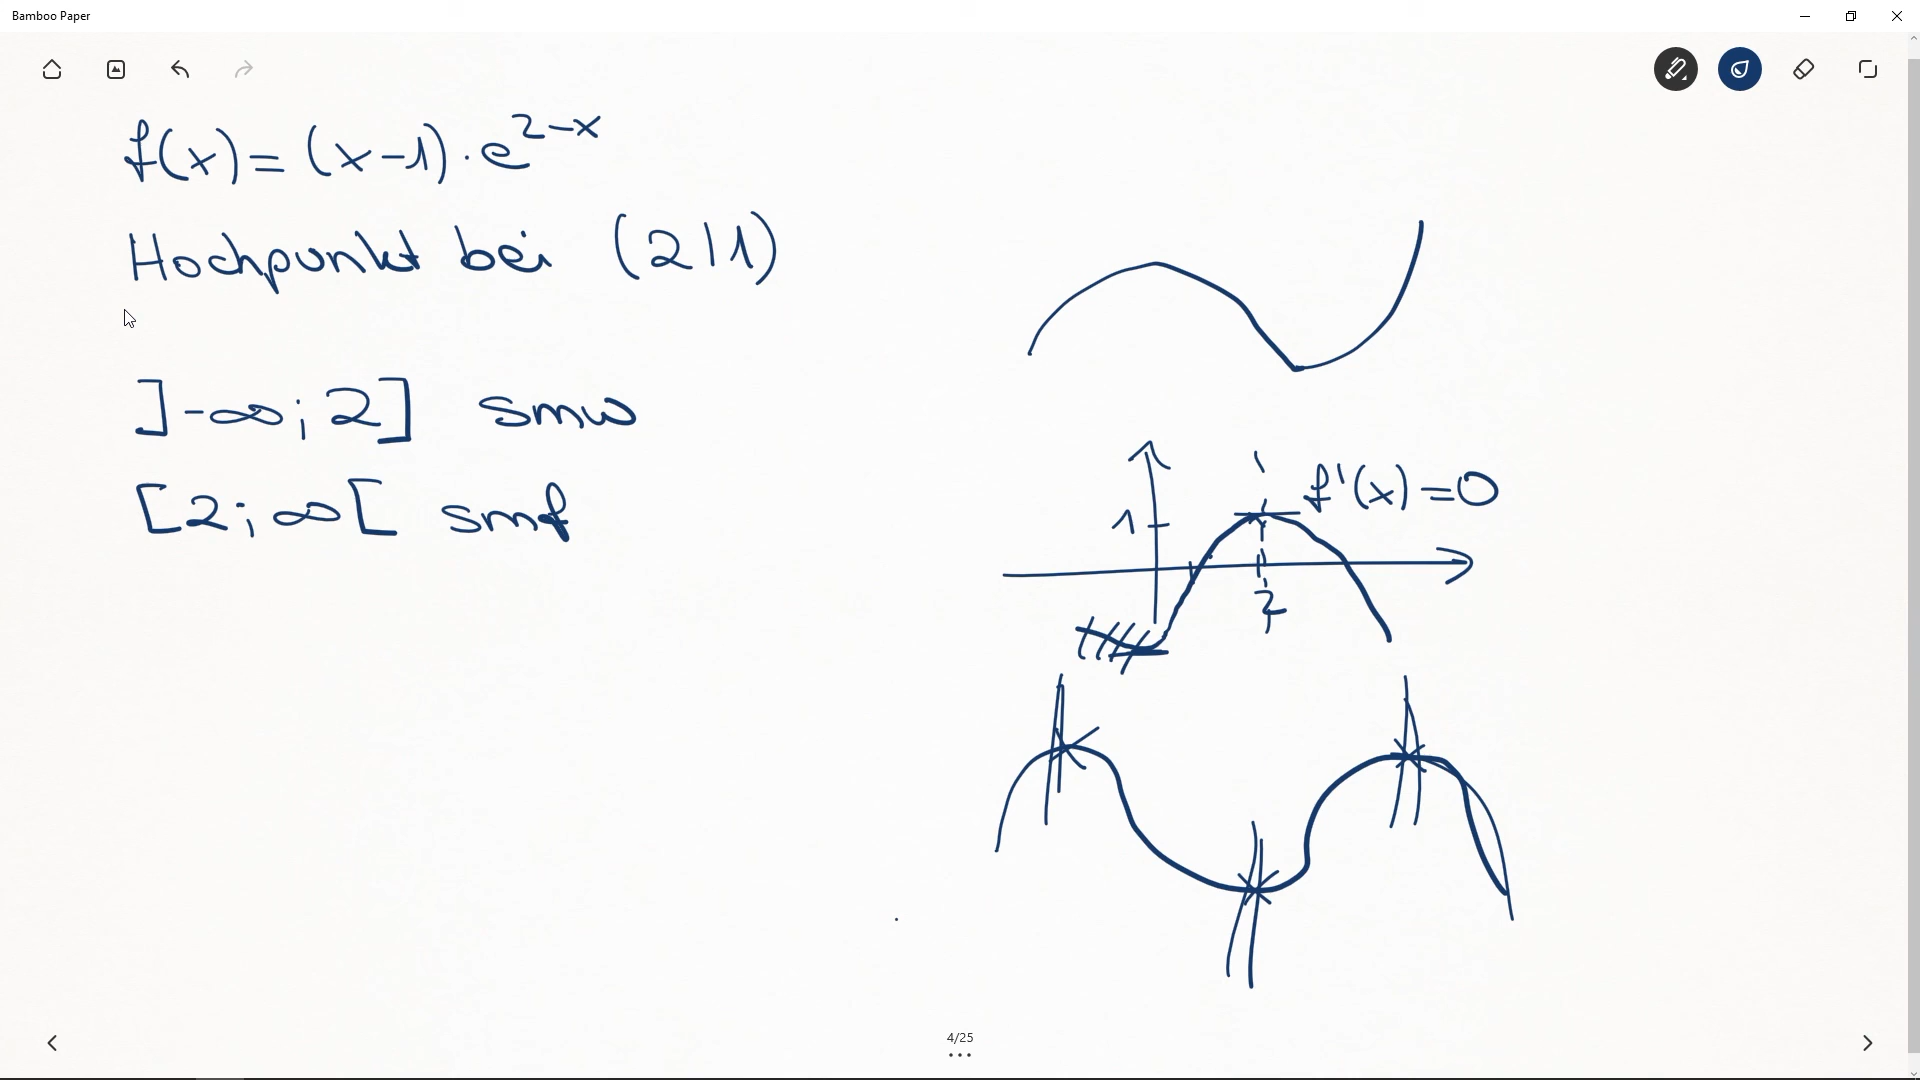 Bamboo Paper
f(x) = (x-1) · e^{2-x}
Hochpunkt bei (2|1)
]-∞; 2] smw
[2; ∞[ smf
f'(x) = 0
1
2
4/25